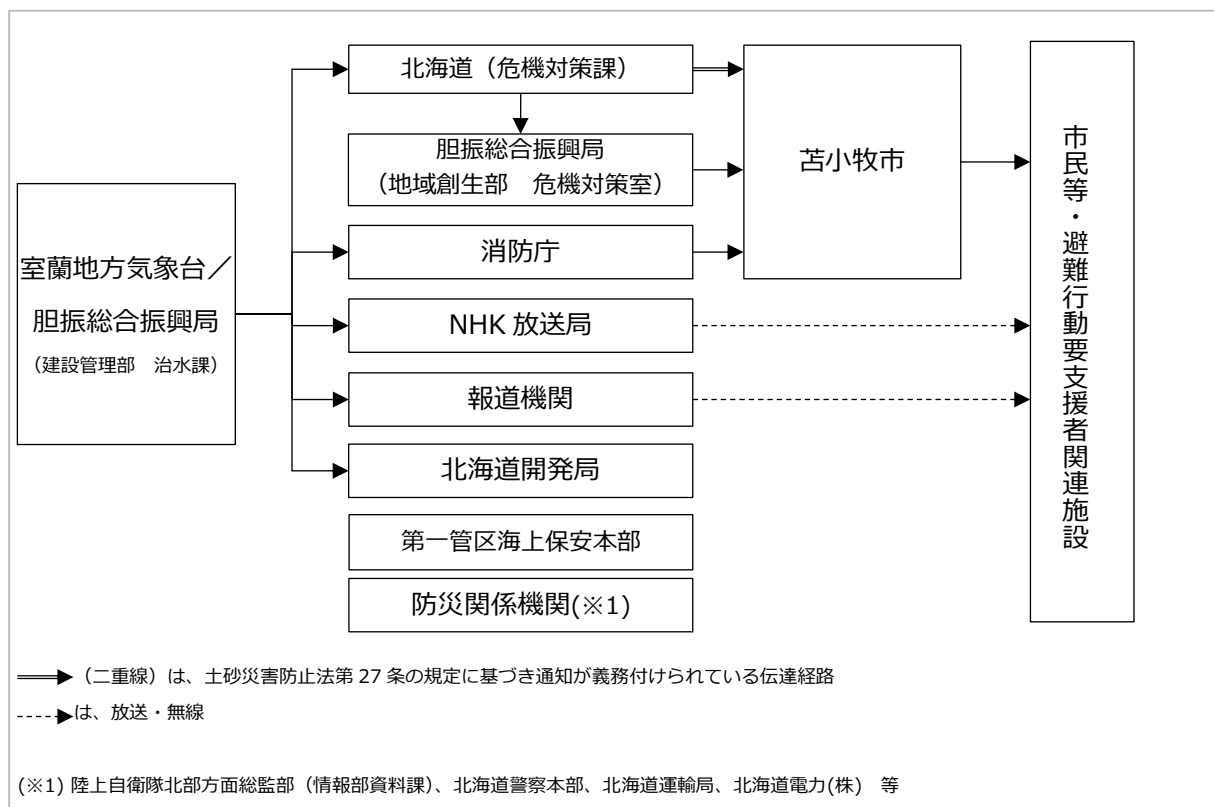 室蘭地方気象台／
胆振総合振興局
（建設管理部　治水課）
北海道（危機対策課）
胆振総合振興局
（地域創生部　危機対策室）
消防庁
NHK 放送局
報道機関
北海道開発局
第一管区海上保安本部
防災関係機関(※1)
苫小牧市
市民等・避難行動要支援者関連施設
（二重線）は、土砂災害防止法第 27 条の規定に基づき通知が義務付けられている伝達経路
は、放送・無線
(※1) 陸上自衛隊北部方面総監部（情報部資料課）、北海道警察本部、北海道運輸局、北海道電力(株)　等